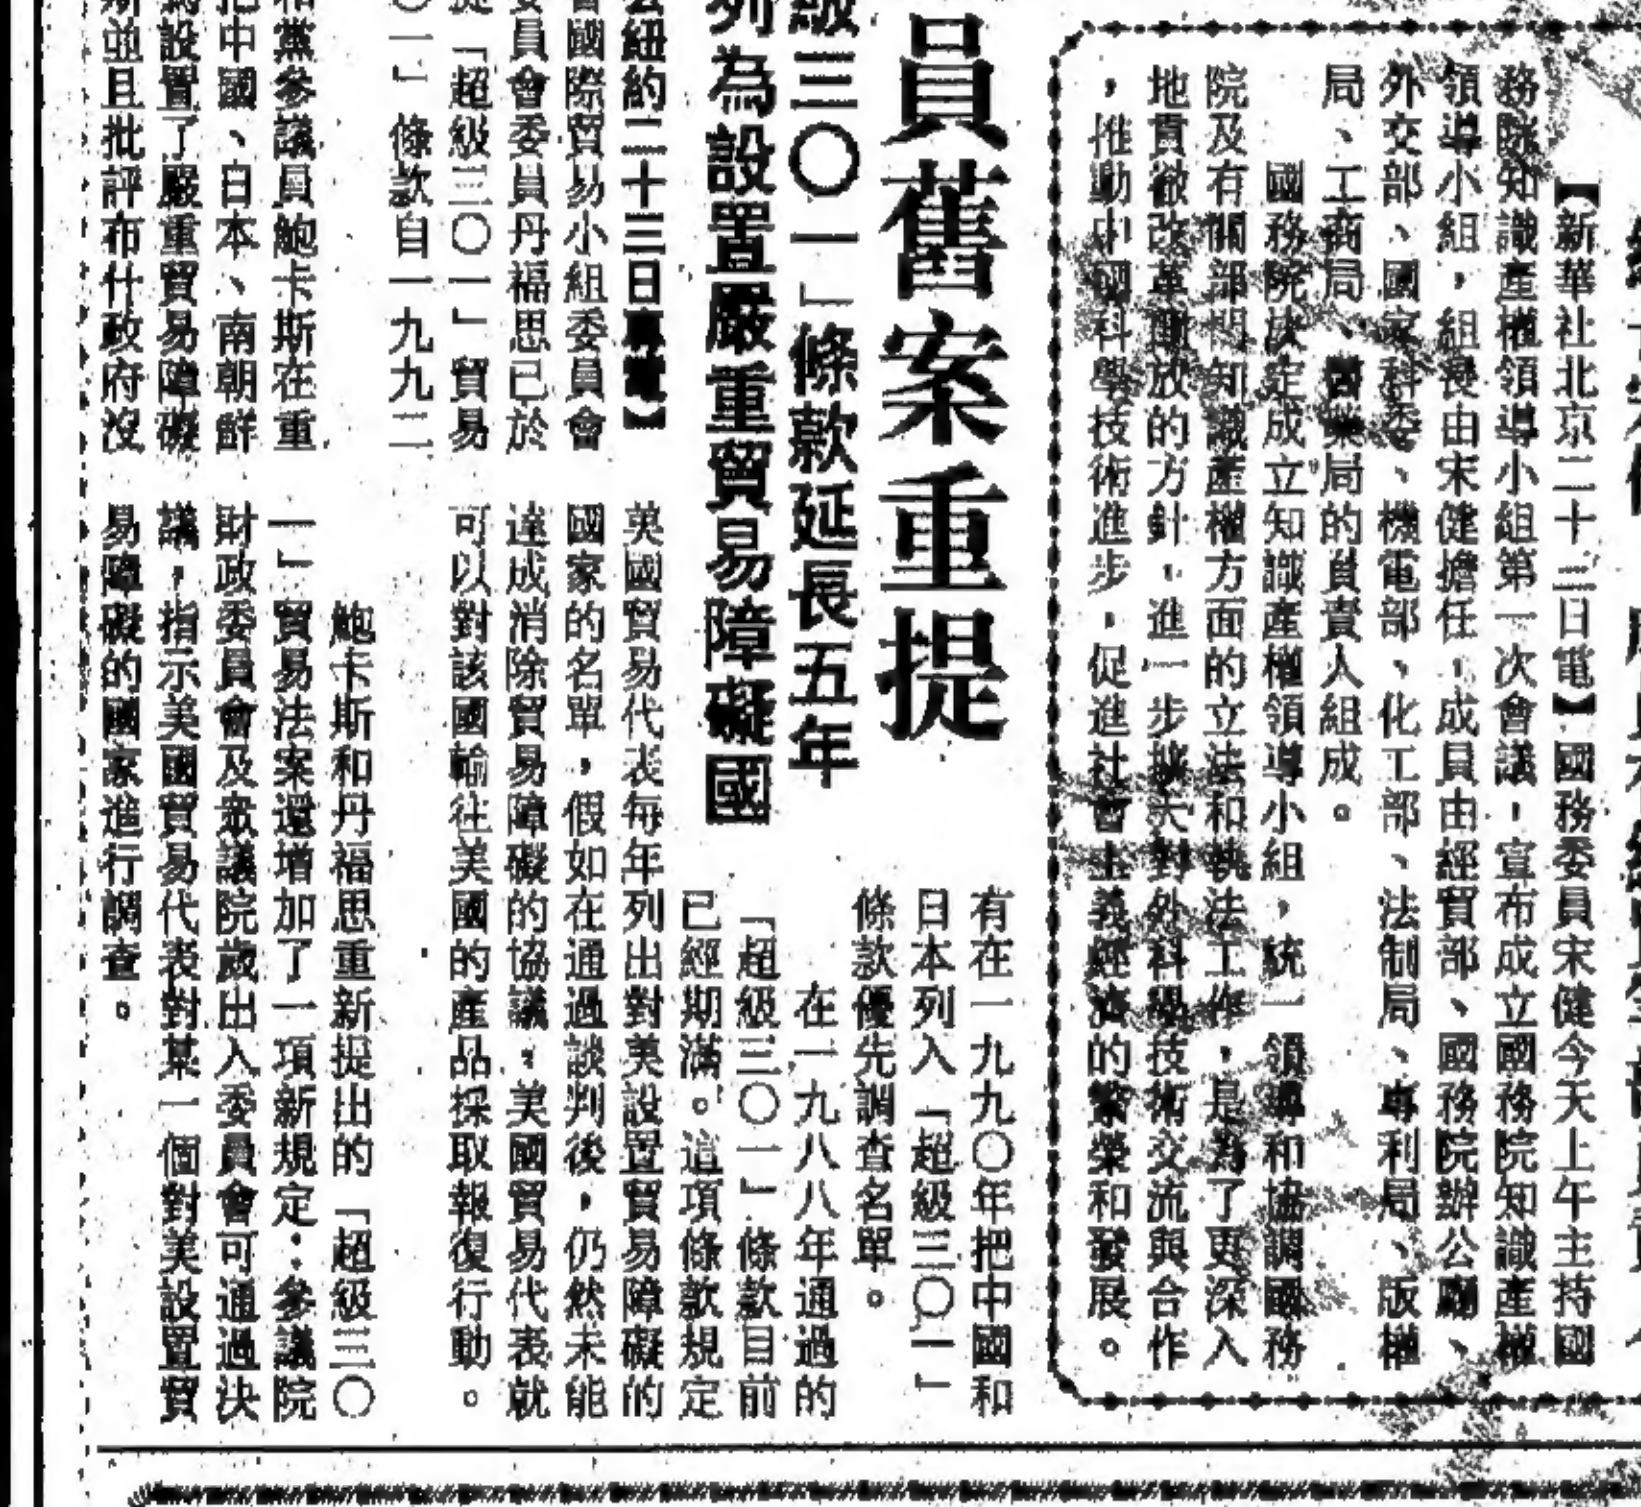 【新華社北京二十三日電】國務委員宋健今天上午主持國
務院知識產權領導小組第一次會議，宣布成立國務院知識產權
領導小組，組長由宋健擔任，成員由經貿部、國務院辦公廳、
外交部、國家科委、機電部、化工部、法制局、專利局、版權
局、工商局、醫藥局的負責人組成。
國務院決定成立知識產權領導小組，統一領導和協調國務
院及有關部門知識產權方面的立法和執法工作，是為了更深入
地貫徹改革開放的方針，進一步擴大對外科學技術交流與合作
，推動中國科學技術進步，促進社會主義經濟的繁榮和發展。
員舊案重提
級三〇一」條款延長五年
列為設置嚴重貿易障礙國
紐約二十三日專電】
國際貿易小組委員會
員會委員丹福思已於
提「超級三〇一」貿易
〇一」條款自一九九二
和黨參議員鮑卡斯在重
把中國、日本、南朝鮮
為設置了嚴重貿易障礙
斯並且批評布什政府沒
有在一九九〇年把中國和
日本列入「超級三〇一」
條款優先調查名單。
在一九八八年通過的
「超級三〇一」條款目前
已經期滿。這項條款規定
美國貿易代表每年列出對美設置貿易障礙的
國家的名單，假如在通過談判後，仍然未能
達成消除貿易障礙的協議，美國貿易代表就
可以對該國輸往美國的產品採取報復行動。
鮑卡斯和丹福思重新提出的「超級三〇
一」貿易法案還增加了一項新規定：參議院
財政委員會及眾議院歲出入委員會可通過決
議，指示美國貿易代表對某一個對美設置貿
易障礙的國家進行調查。